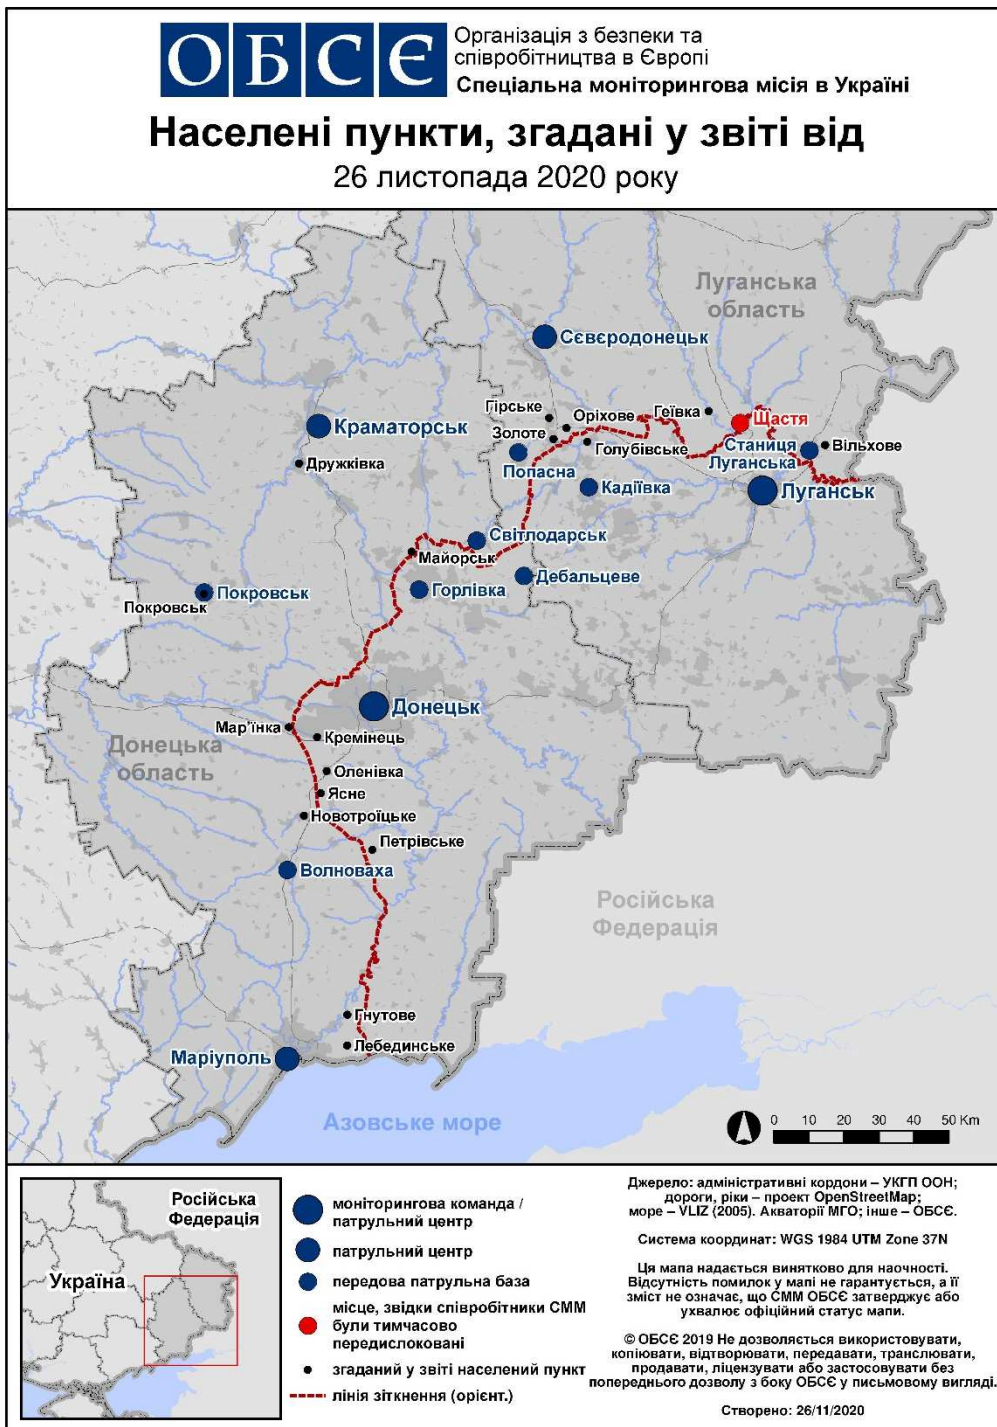 ОБСЄ
Організація з безпеки та
співробітництва в Європі
Спеціальна моніторингова місія в Україні
Населені пункти, згадані у звіті від
26 листопада 2020 року
Луганська
область
Сєвєродонецьк
Гірське
Оріхове
Геївка
Щастя
Краматорськ
Золоте
Голубівське
Станиця
Луганська
Вільхове
Дружківка
Попасна
Кадіївка
Луганськ
Світлодарськ
Майорськ
Дебальцеве
Горлівка
Покровськ
Покровськ
Донецьк
Мар'їнка
Кремінець
Донецька
область
Оленівка
Ясне
Новотроїцьке
Петрівське
Волноваха
Російська
Федерація
Гнутове
Лебединське
Маріуполь
Азовське море
0 10 20 30 40 50 Km
Російська
Федерація
Україна
моніторингова команда /
патрульний центр
патрульний центр
передова патрульна база
місце, звідки співробітники СММ
були тимчасово
передислоковані
згаданий у звіті населений пункт
лінія зіткнення (орієнт.)
Джерело: адміністративні кордони – УКГП ООН;
дороги, ріки – проект OpenStreetMap;
море – VLIZ (2005). Акваторії МГО; інше – ОБСЄ.
Система координат: WGS 1984 UTM Zone 37N
Ця мапа надається винятково для наочності.
Відсутність помилок у мапі не гарантується, а її
зміст не означає, що СММ ОБСЄ затверджує або
ухвалює офіційний статус мапи.
© ОБСЄ 2019 Не дозволяється використовувати,
копіювати, відтворювати, передавати, транслювати,
продавати, ліцензувати або застосовувати без
попереднього дозволу з боку ОБСЄ у письмовому вигляді.
Створено: 26/11/2020